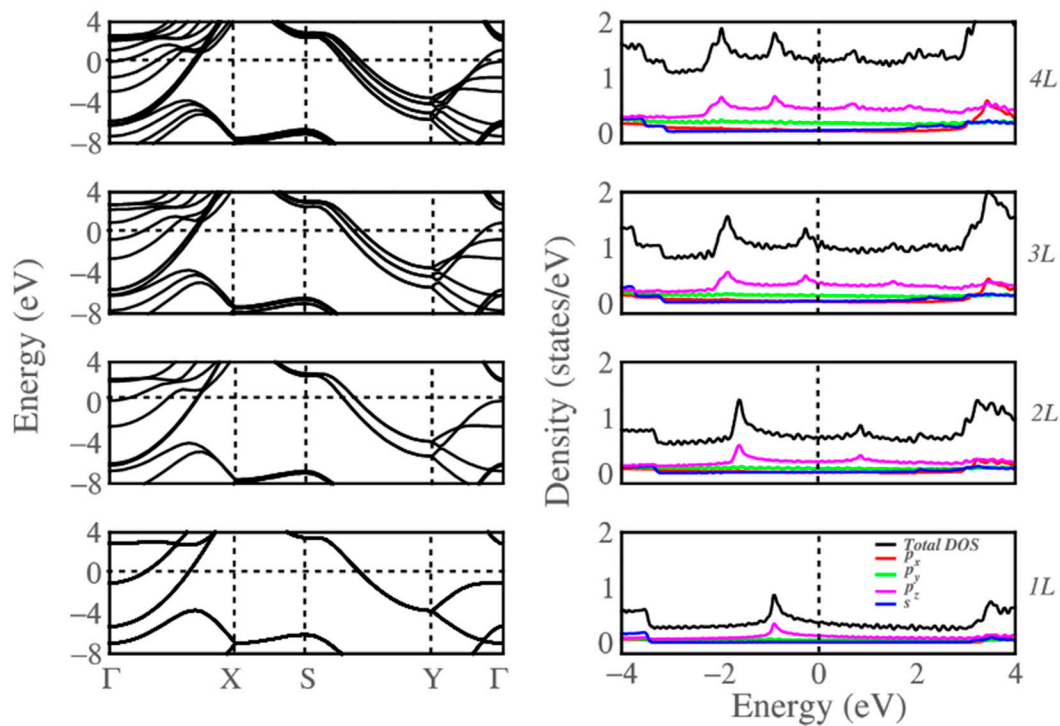 Energy (eV)
4
0
−4
−8
4
0
−4
−8
4
0
−4
−8
4
0
−4
−8
Γ X S Y Γ
Density (states/eV)
2
1
0
4L
2
1
0
3L
2
1
0
2L
2
1
0
1L
Total DOS
px
py
pz
s
−4 −2 0 2 4
Energy (eV)